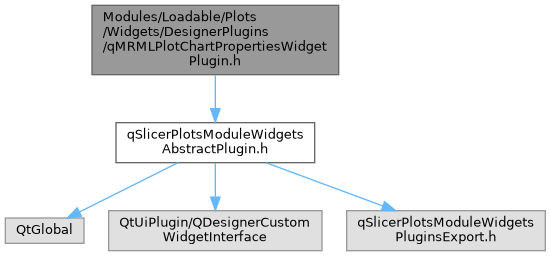 Modules/Loadable/Plots
/Widgets/DesignerPlugins
/qMRMLPlotChartPropertiesWidget
Plugin.h
qSlicerPlotsModuleWidgets
AbstractPlugin.h
QtGlobal
QtUiPlugin/QDesignerCustom
WidgetInterface
qSlicerPlotsModuleWidgets
PluginsExport.h